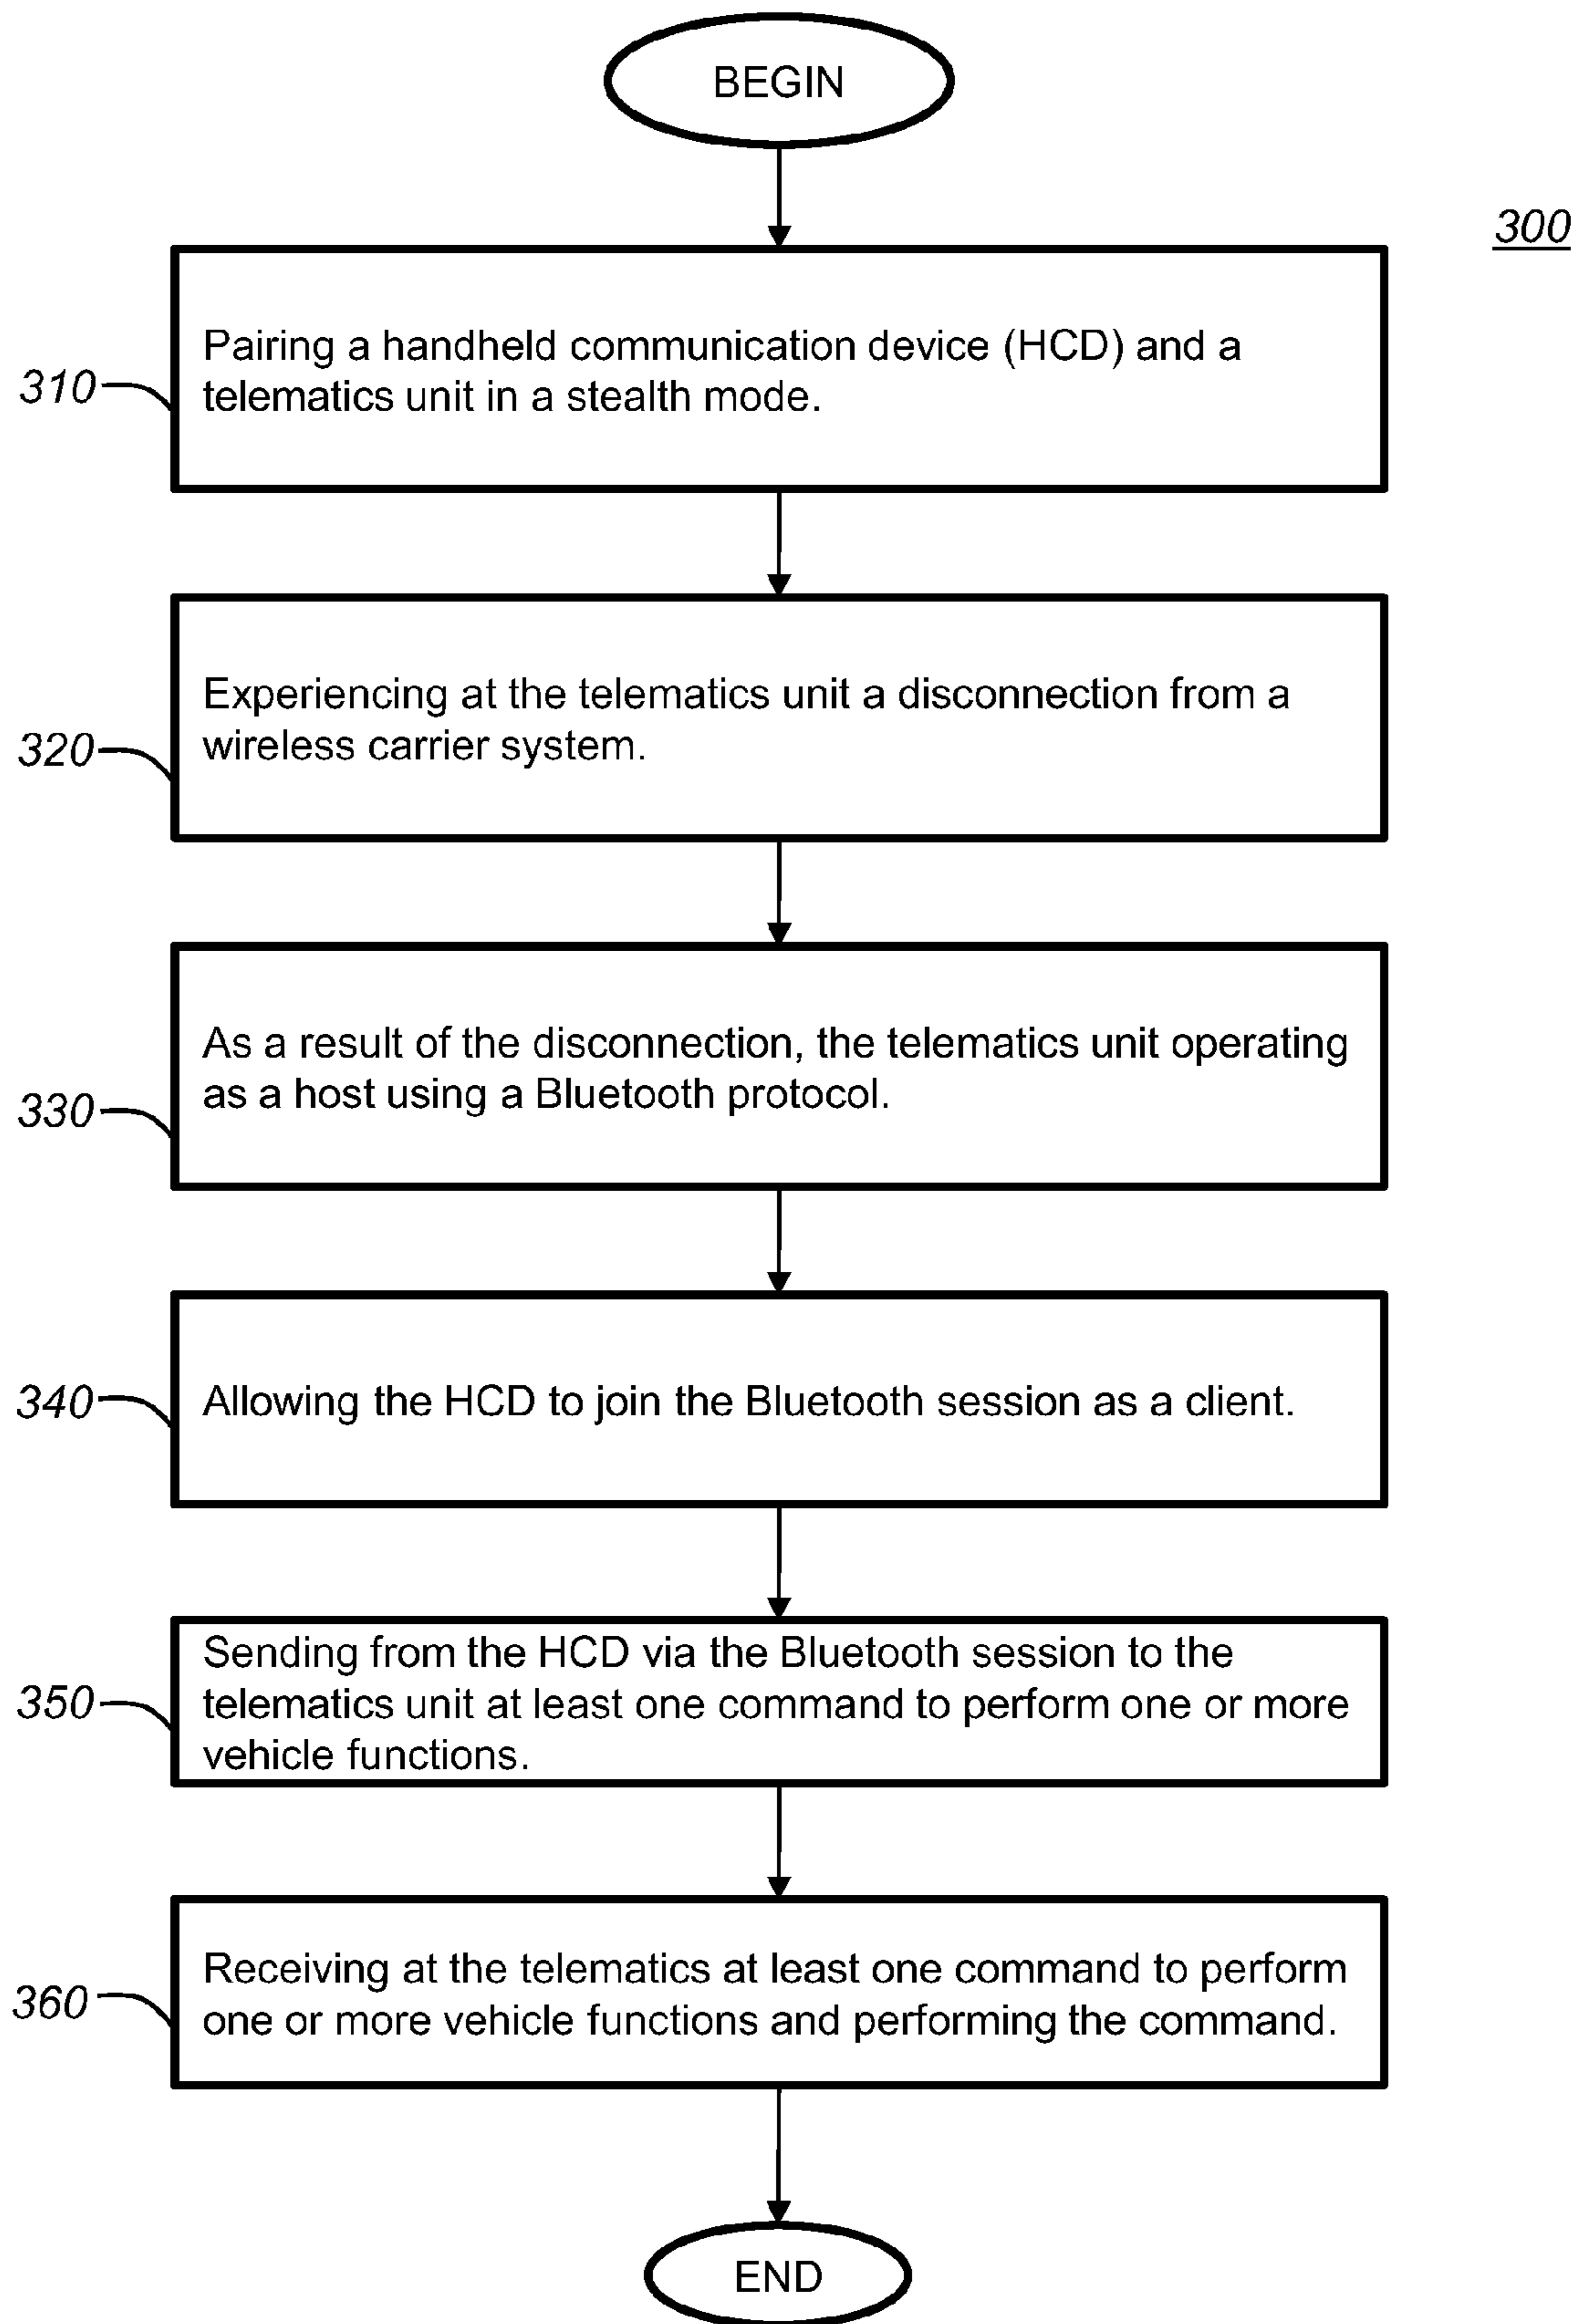 BEGIN
300
310
Pairing a handheld communication device (HCD) and a
telematics unit in a stealth mode.
320
Experiencing at the telematics unit a disconnection from a
wireless carrier system.
330
As a result of the disconnection, the telematics unit operating
as a host using a Bluetooth protocol.
340
Allowing the HCD to join the Bluetooth session as a client.
350
Sending from the HCD via the Bluetooth session to the
telematics unit at least one command to perform one or more
vehicle functions.
360
Receiving at the telematics at least one command to perform
one or more vehicle functions and performing the command.
END